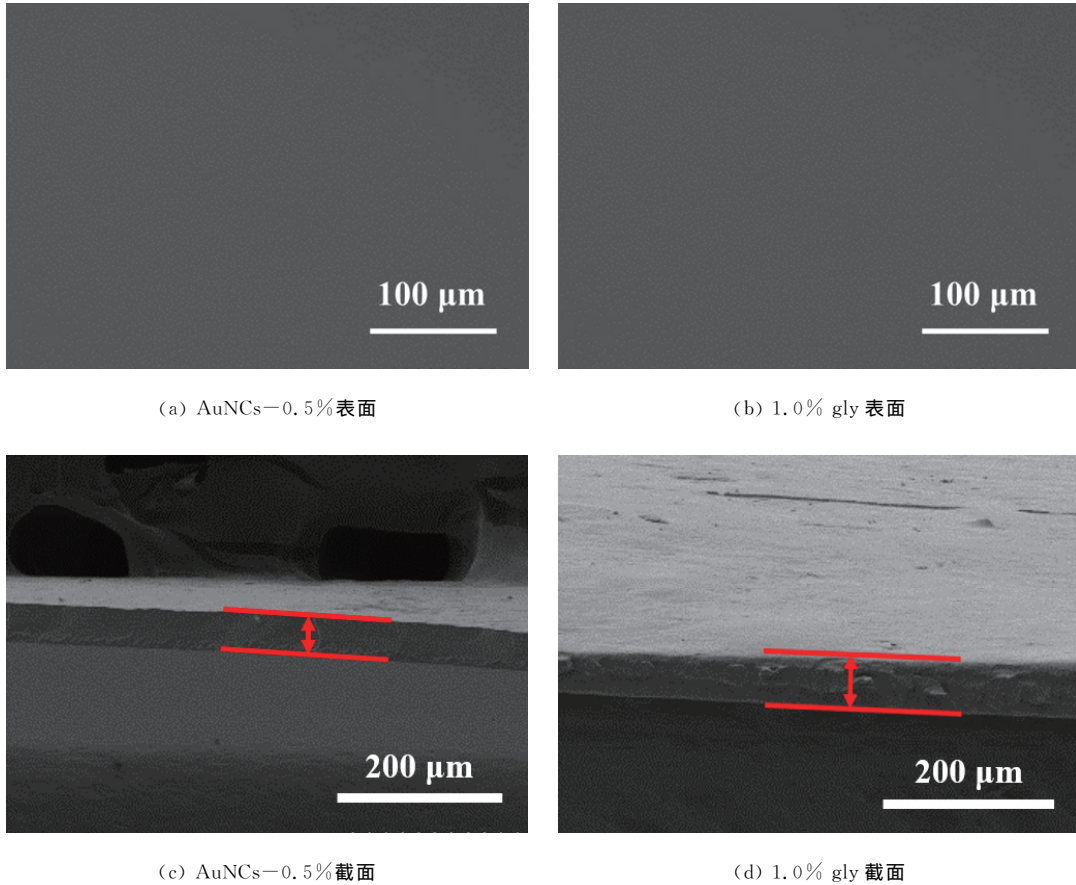 100 μm
100 μm
(a) AuNCs－0.5％表面
(b) 1.0％ gly 表面
200 μm
200 μm
(c) AuNCs－0.5％截面
(d) 1.0％ gly 截面